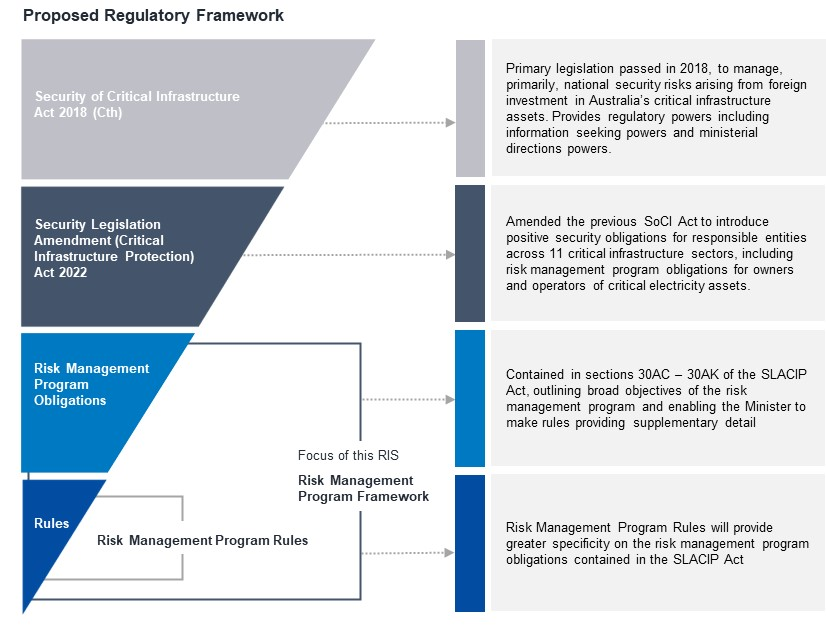 Proposed Regulatory Framework
Security of Critical Infrastructure
Act 2018 (Cth)
Primary legislation passed in 2018, to manage,
primarily, national security risks arising from foreign
investment in Australia's critical infrastructure
assets. Provides regulatory powers including
information seeking powers and ministerial
directions powers.
Security Legislation
Amendment (Critical
Infrastructure Protection)
Act 2022
Amended the previous SoCI Act to introduce
positive security obligations for responsible entities
across 11 critical infrastructure sectors, including
risk management program obligations for owners
and operators of critical electricity assets.
Risk Management
Program
Obligations
Contained in sections 30AC – 30AK of the SLACIP
Act, outlining broad objectives of the risk
management program and enabling the Minister to
make rules providing supplementary detail
Focus of this RIS
Risk Management
Program Framework
Rules
Risk Management Program Rules
Risk Management Program Rules will provide
greater specificity on the risk management program
obligations contained in the SLACIP Act